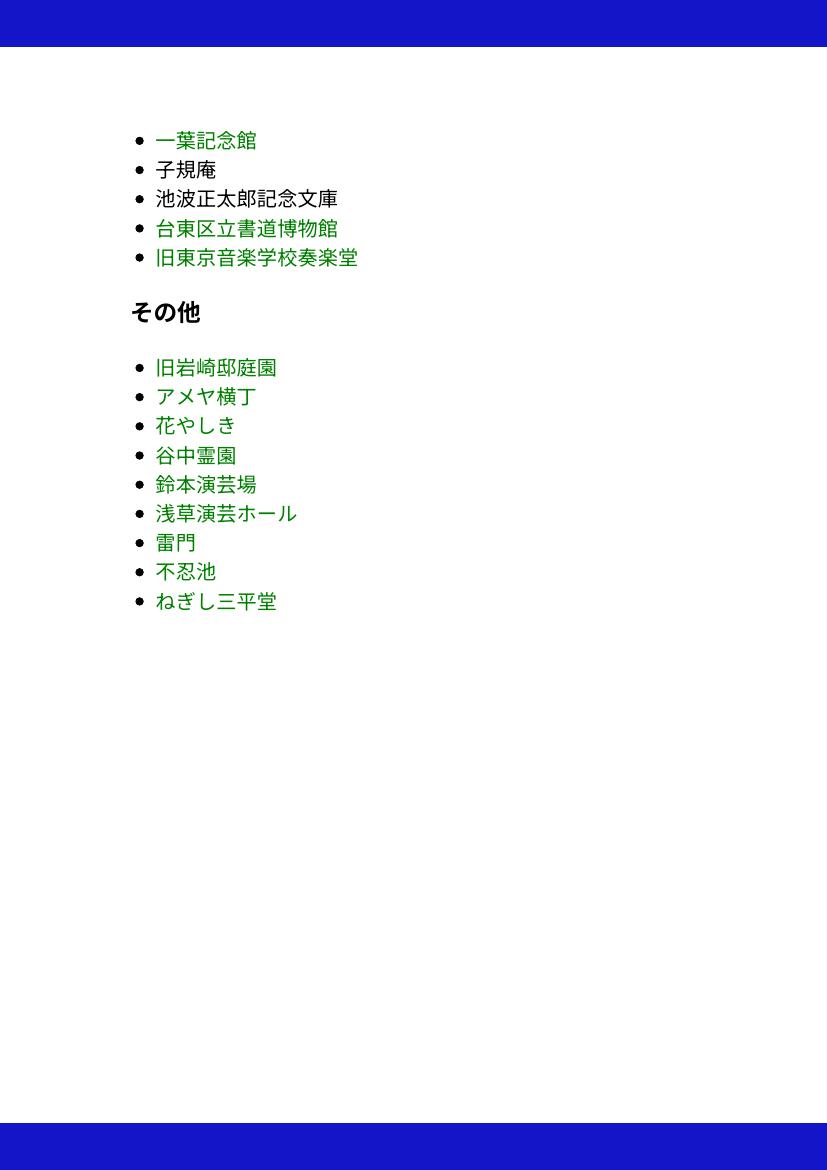 一葉記念館
子規庵
池波正太郎記念文庫
台東区立書道博物館
旧東京音楽学校奏楽堂
その他
旧岩崎邸庭園
アメヤ横丁
花やしき
谷中霊園
鈴本演芸場
浅草演芸ホール
雷門
不忍池
ねぎし三平堂